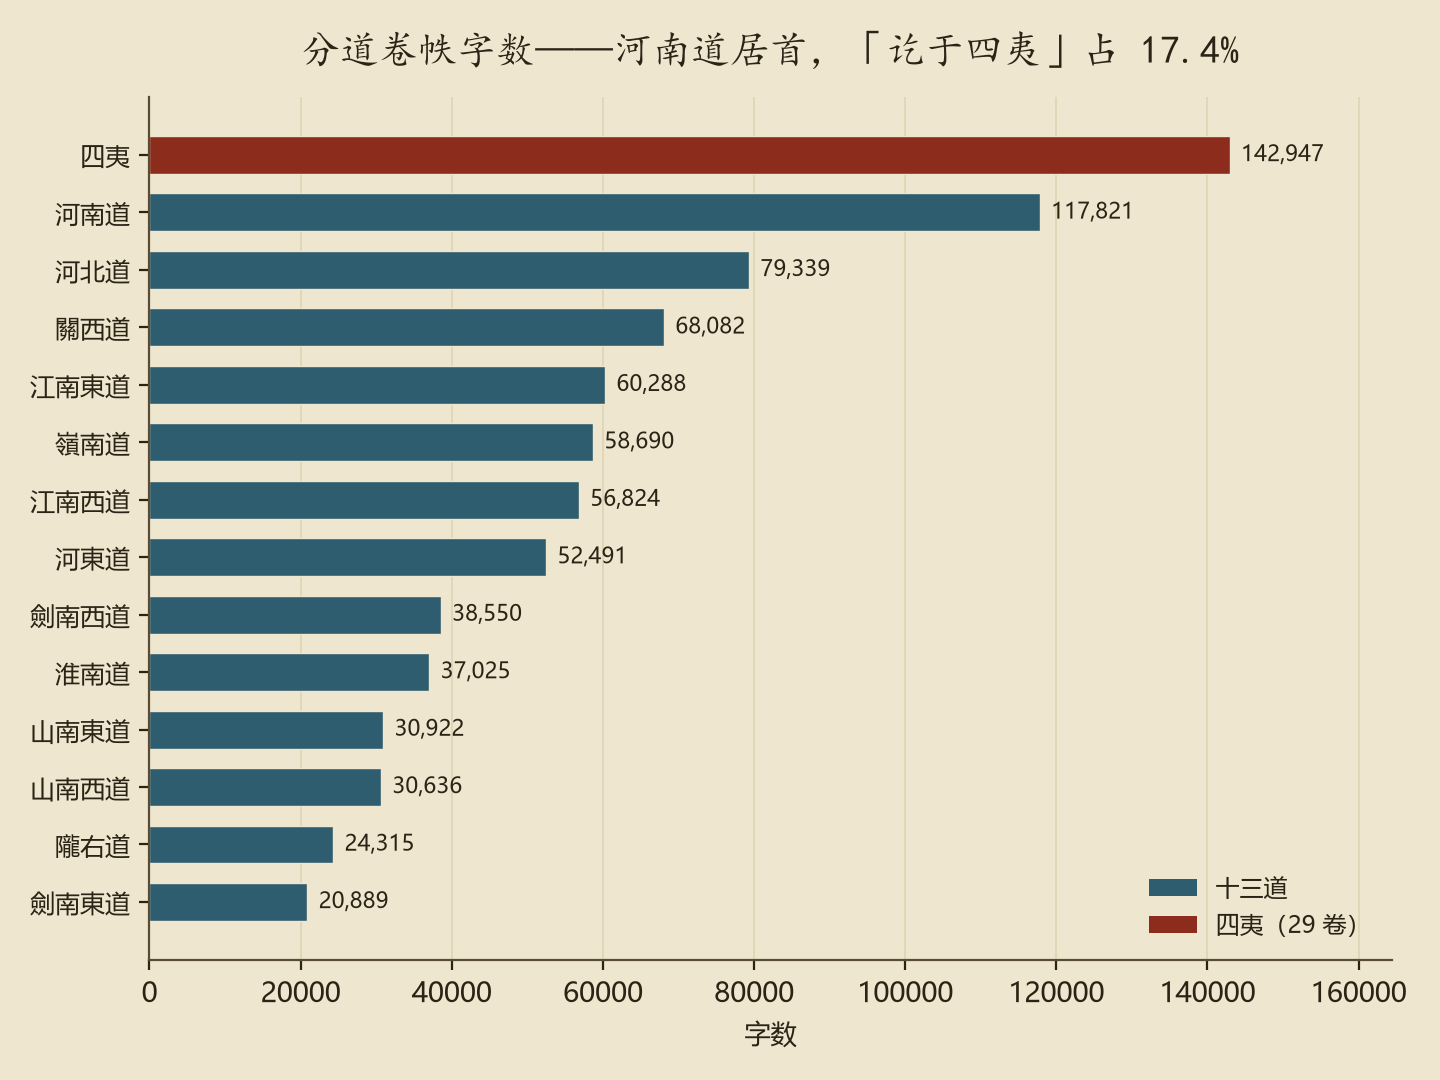 分道卷帙字数——河南道居首，「讫于四夷」占 17.4%
四夷 142,947
河南道 117,821
河北道 79,339
關西道 68,082
江南東道 60,288
嶺南道 58,690
江南西道 56,824
河東道 52,491
劍南西道 38,550
淮南道 37,025
山南東道 30,922
山南西道 30,636
隴右道 24,315
劍南東道 20,889
十三道
四夷（29 卷）
0 20000 40000 60000 80000 100000 120000 140000 160000
字数